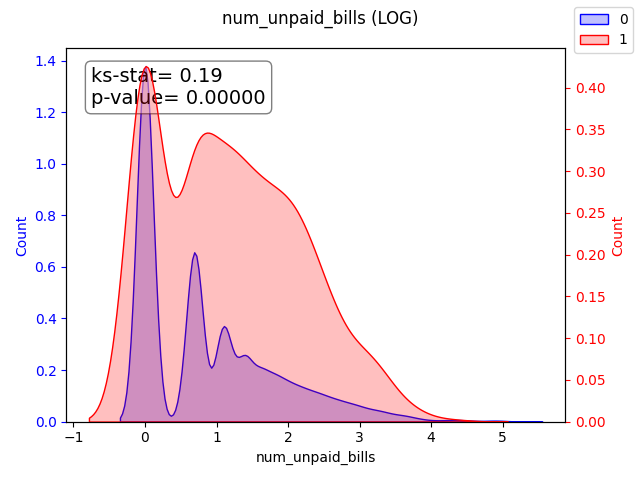 num_unpaid_bills (LOG)
0
1
ks-stat= 0.19
p-value= 0.00000
Count
1.4
1.2
1.0
0.8
0.6
0.4
0.2
0.0
0.40
0.35
0.30
0.25
0.20
0.15
0.10
0.05
0.00
Count
−1 0 1 2 3 4 5
num_unpaid_bills